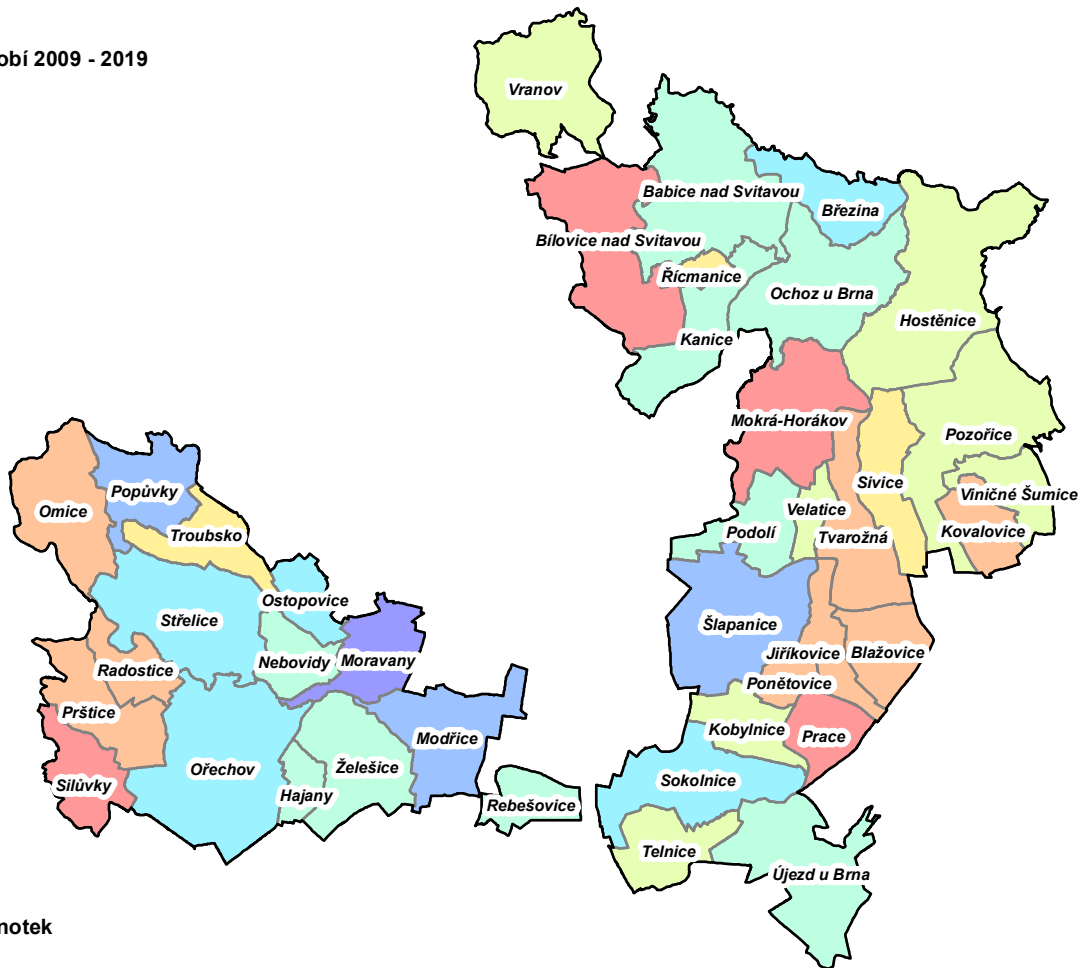 obí 2009 - 2019
Vranov
Babice nad Svitavou
Březina
Bílovice nad Svitavou
Řícmanice
Ochoz u Brna
Hostěnice
Kanice
Mokrá-Horákov
Pozořice
Sivice
Viničné Šumice
Velatice
Kovalovice
Podolí
Tvarožná
Omice
Popůvky
Troubsko
Ostopovice
Střelice
Šlapanice
Nebovidy
Moravany
Jiříkovice
Blažovice
Radostice
Ponětovice
Prštice
Kobylnice
Prace
Modřice
Ořechov
Želešice
Silůvky
Sokolnice
Hajany
Rebešovice
Telnice
Újezd u Brna
notek